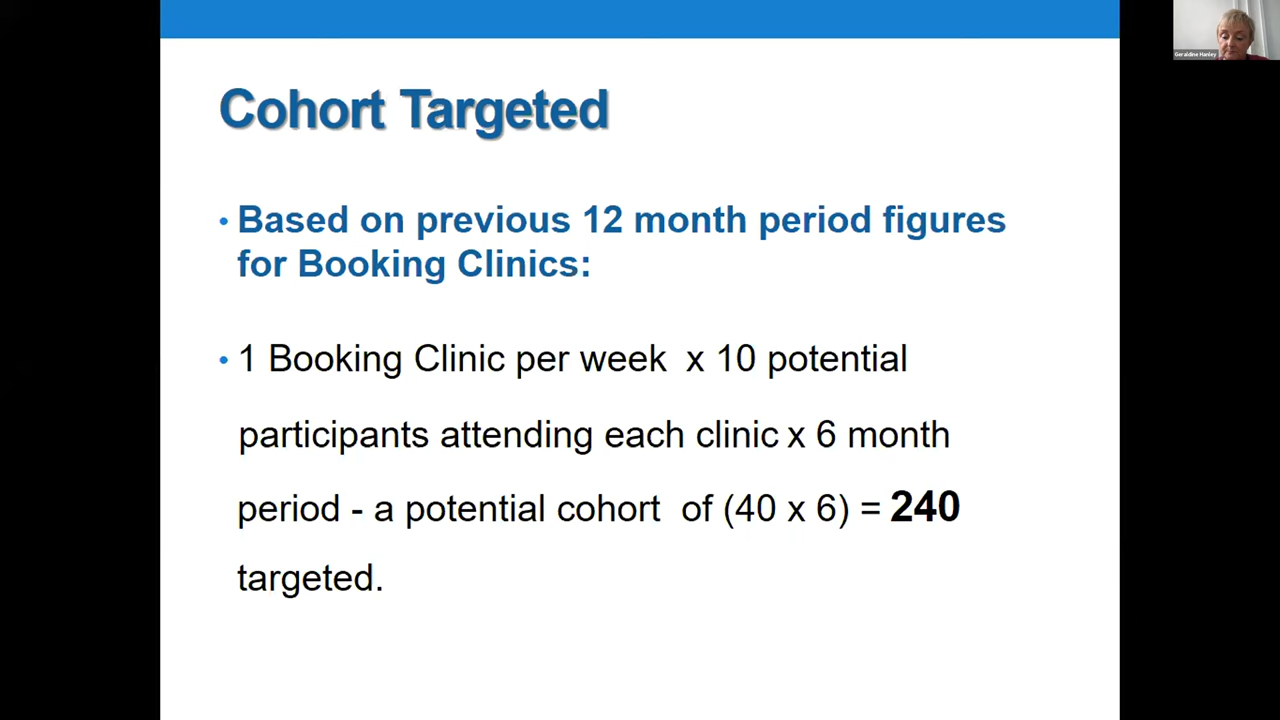 Geraldine Hanley
Cohort Targeted
• Based on previous 12 month period figures
for Booking Clinics:
• 1 Booking Clinic per week x 10 potential
participants attending each clinic x 6 month
period - a potential cohort of (40 x 6) = 240
targeted.